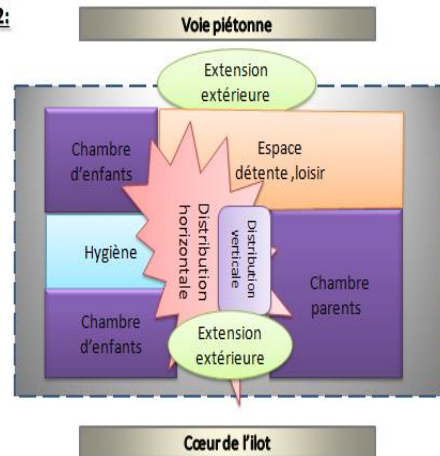 2:
Voie piétonne
Extension
extérieure
Chambre
d'enfants
Espace
détente ,loisir
Hygiène
Distribution
horizontale
Distribution
verticale
Chambre
parents
Chambre
d'enfants
Extension
extérieure
Cœur de l'ilot